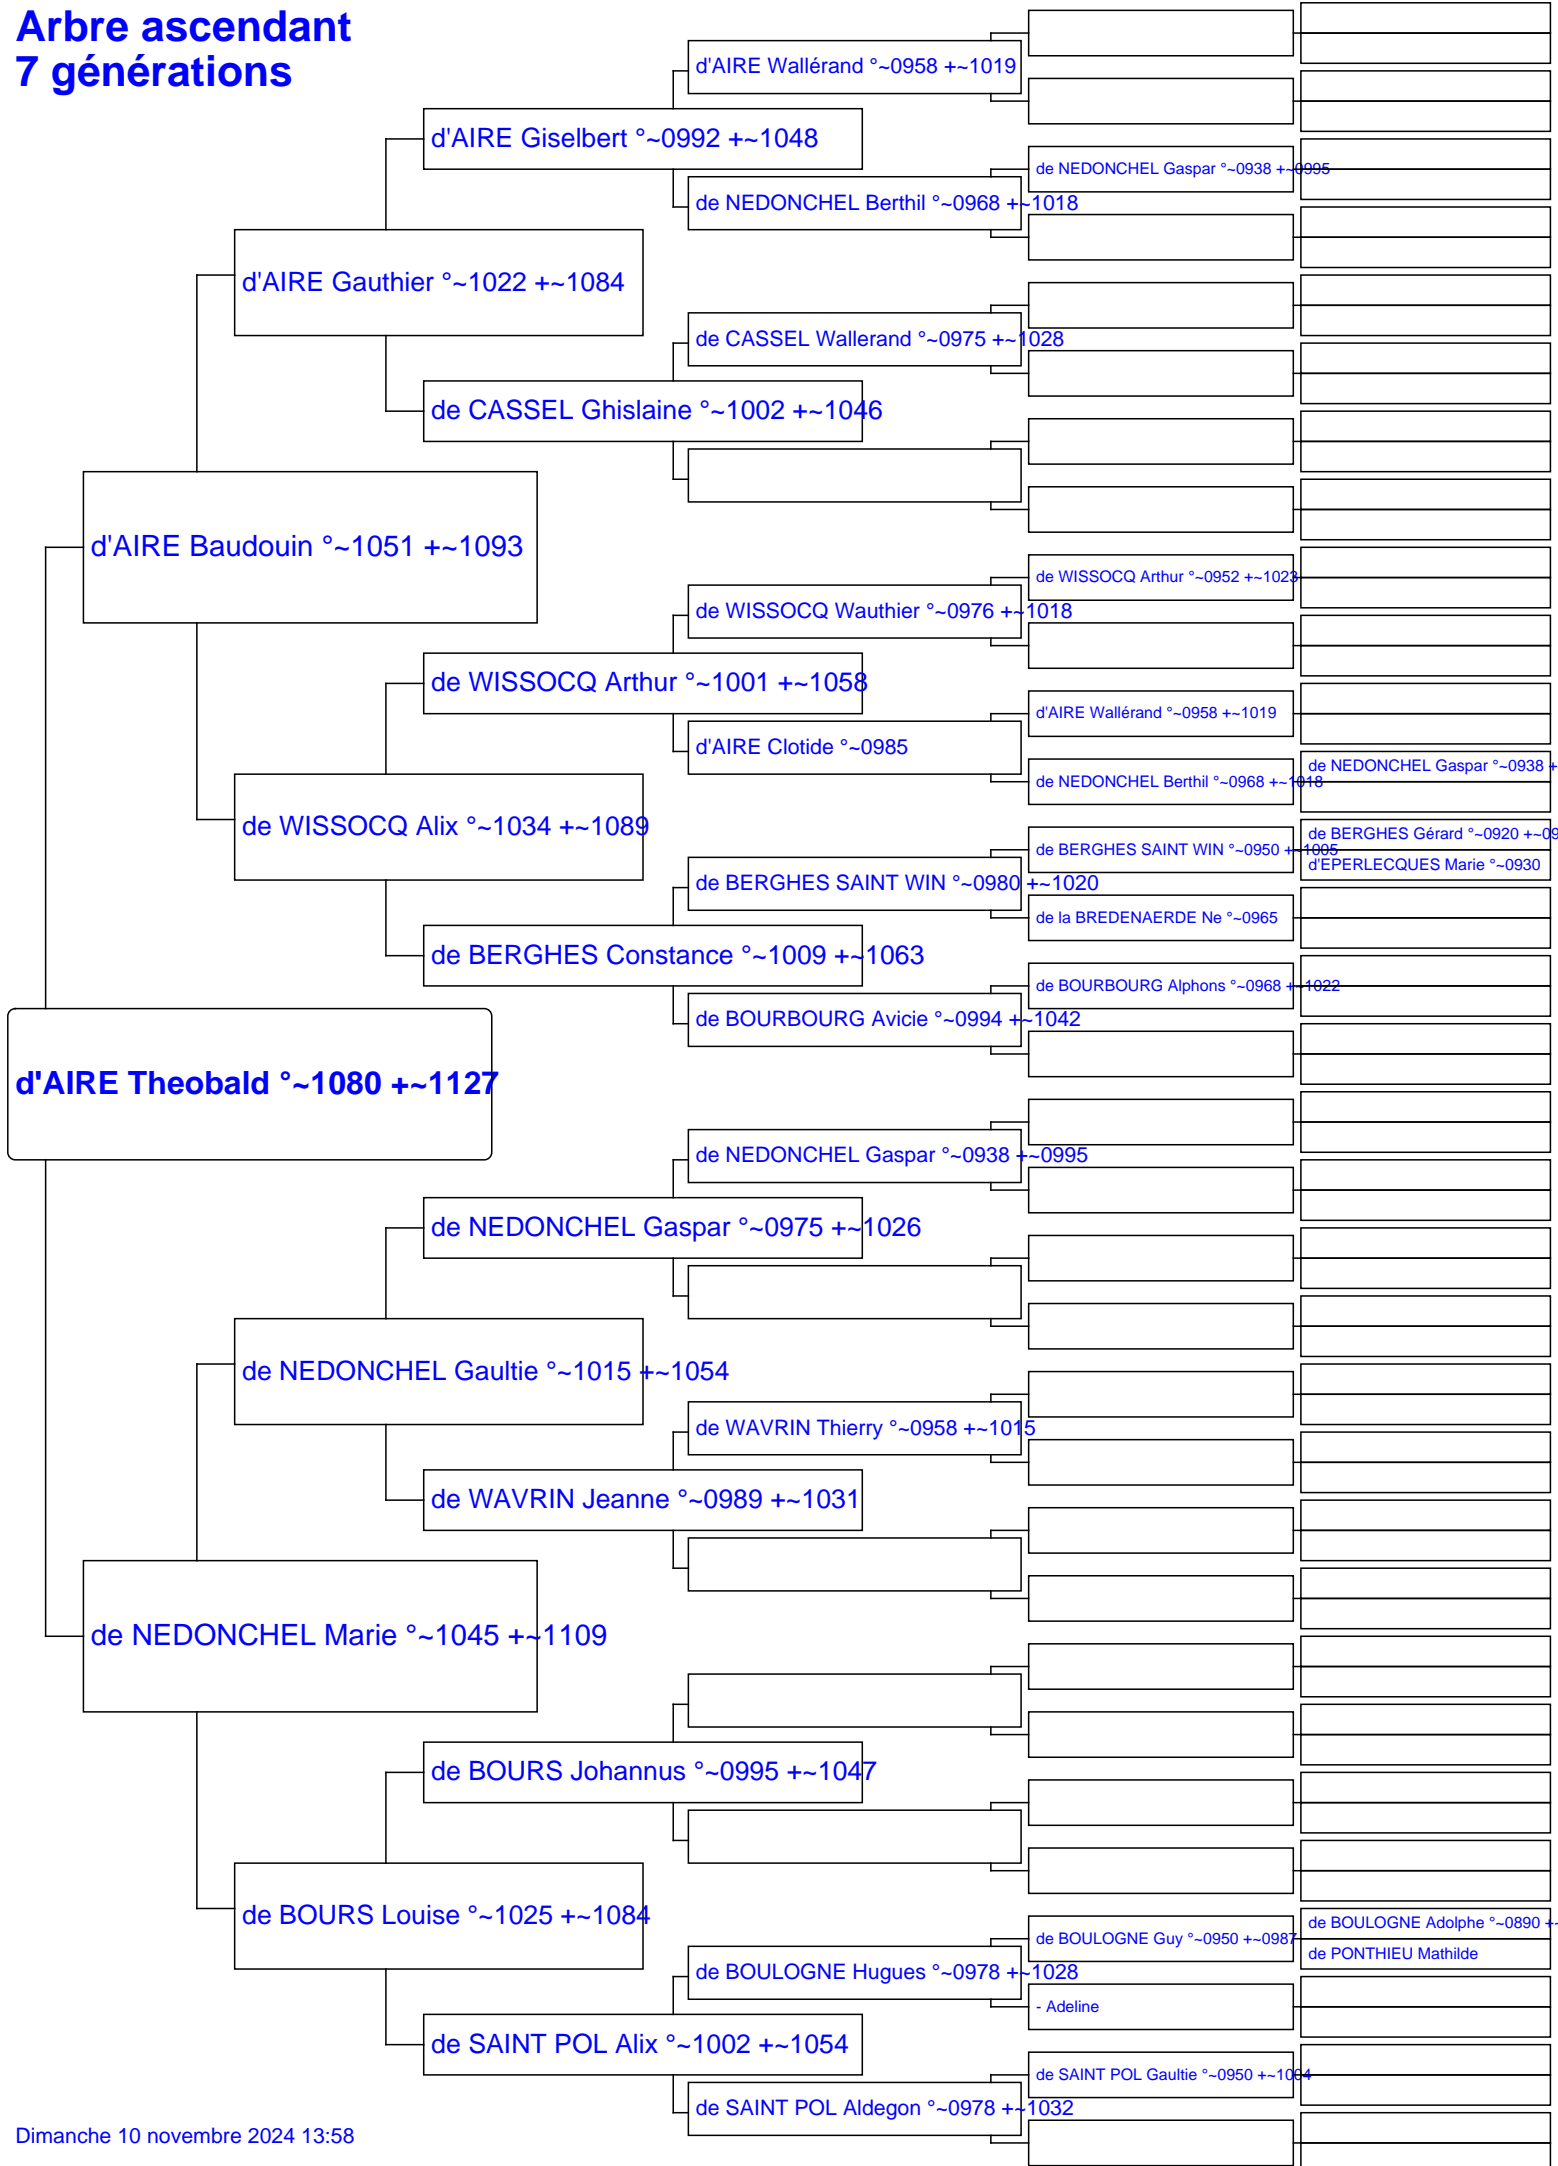 Arbre ascendant
7 générations
d'AIRE Wallérand °~0958 +~1019
d'AIRE Giselbert °~0992 +~1048
de NEDONCHEL Gaspar °~0938 +~0995
de NEDONCHEL Berthil °~0968 +~1018
d'AIRE Gauthier °~1022 +~1084
de CASSEL Wallerand °~0975 +~1028
de CASSEL Ghislaine °~1002 +~1046
d'AIRE Baudouin °~1051 +~1093
de WISSOCQ Arthur °~0952 +~1023
de WISSOCQ Wauthier °~0976 +~1018
de WISSOCQ Arthur °~1001 +~1058
d'AIRE Wallérand °~0958 +~1019
d'AIRE Clotide °~0985
de NEDONCHEL Gaspar °~0938 +
de NEDONCHEL Berthil °~0968 +~1018
de WISSOCQ Alix °~1034 +~1089
de BERGHES Gérard °~0920 +~09
de BERGHES SAINT WIN °~0950 +~1005
d'EPERLECQUES Marie °~0930
de BERGHES SAINT WIN °~0980 +~1020
de la BREDENAERDE Ne °~0965
de BERGHES Constance °~1009 +~1063
de BOURBOURG Alphons °~0968 +~1022
de BOURBOURG Avicie °~0994 +~1042
d'AIRE Theobald °~1080 +~1127
de NEDONCHEL Gaspar °~0938 +~0995
de NEDONCHEL Gaspar °~0975 +~1026
de NEDONCHEL Gaultie °~1015 +~1054
de WAVRIN Thierry °~0958 +~1015
de WAVRIN Jeanne °~0989 +~1031
de NEDONCHEL Marie °~1045 +~1109
de BOURS Johannus °~0995 +~1047
de BOURS Louise °~1025 +~1084
de BOULOGNE Adolphe °~0890 +~
de BOULOGNE Guy °~0950 +~0987
de PONTHIEU Mathilde
de BOULOGNE Hugues °~0978 +~1028
- Adeline
de SAINT POL Alix °~1002 +~1054
de SAINT POL Gaultie °~0950 +~1004
de SAINT POL Aldegon °~0978 +~1032
Dimanche 10 novembre 2024 13:58